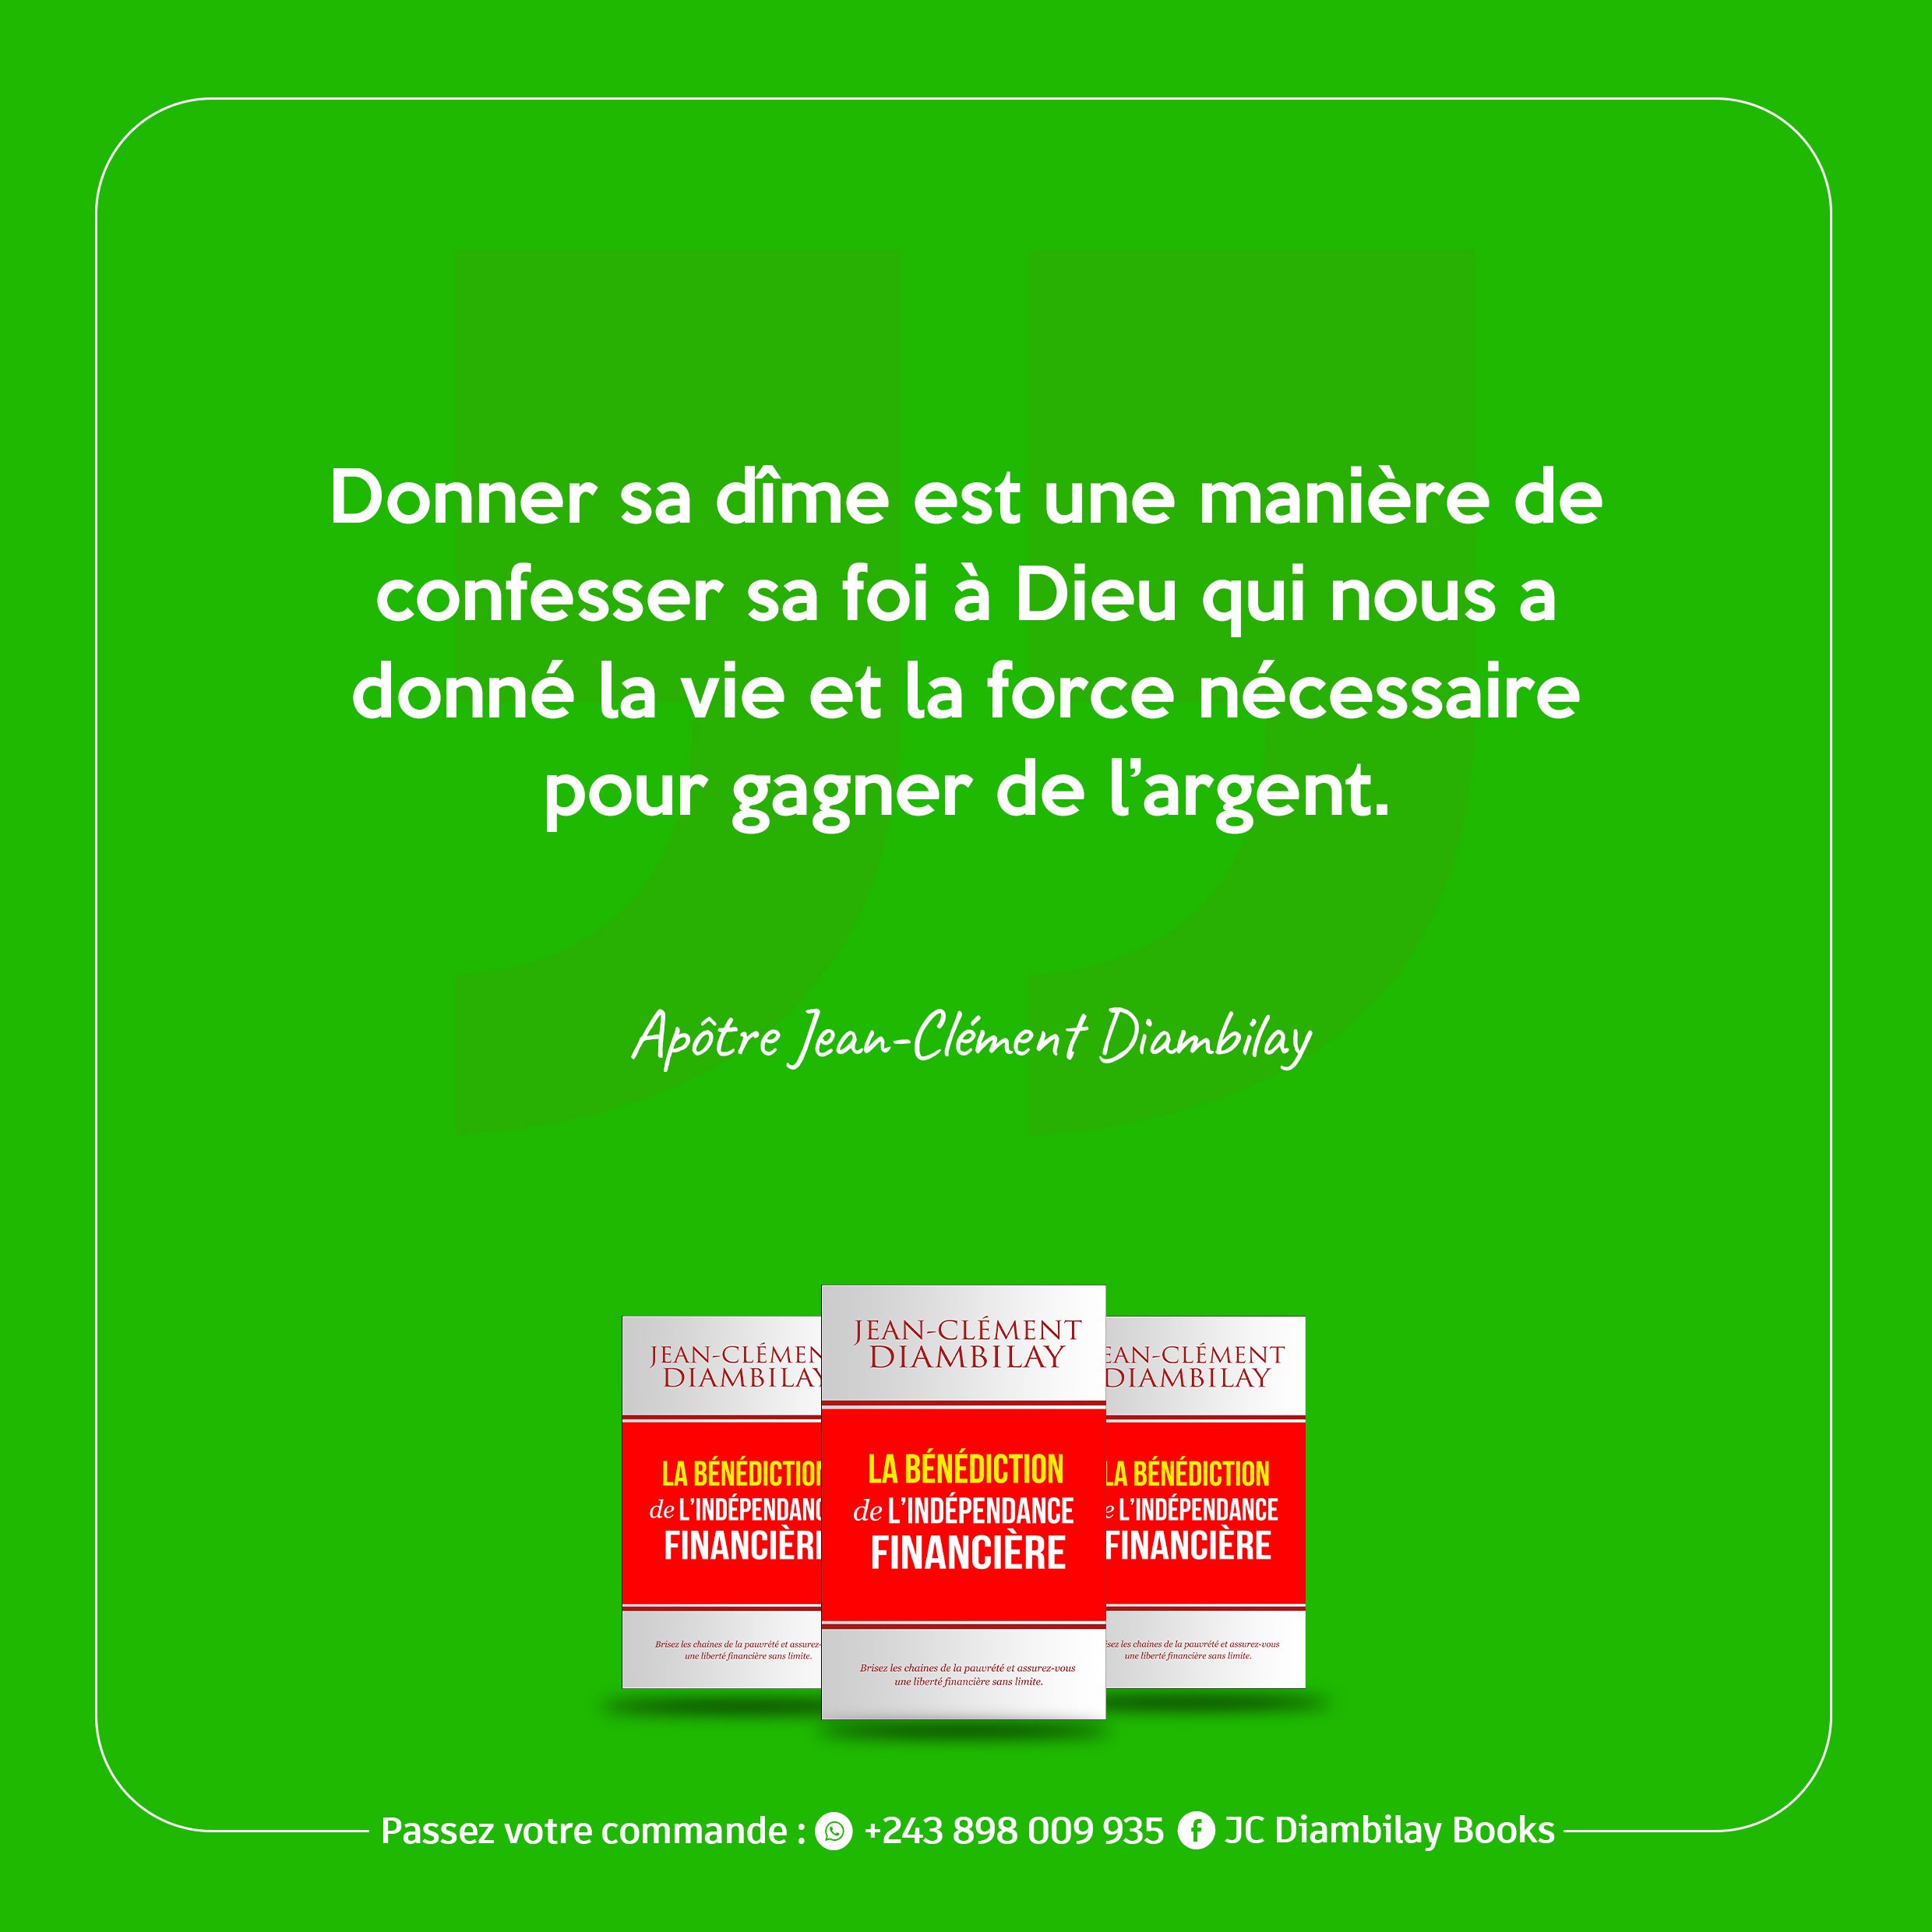 Donner sa dîme est une manière de
confesser sa foi à Dieu qui nous a
donné la vie et la force nécessaire
pour gagner de l’argent.
Apôtre Jean-Clément Diambilay
JEAN-CLÉMEN
DIAMBILAY
LA BÉNÉDICTION
de L’INDÉPENDANC
FINANCIÈRE
Brisez les chaines de la pauvrété et assurez-
une liberté financière sans limite.
JEAN-CLÉMENT
DIAMBILAY
LA BÉNÉDICTION
de L’INDÉPENDANCE
FINANCIÈRE
Brisez les chaines de la pauvrété et assurez-vous
une liberté financière sans limite.
EAN-CLÉMENT
DIAMBILAY
LA BÉNÉDICTION
e L’INDÉPENDANCE
FINANCIÈRE
sez les chaines de la pauvrété et assurez-vous
une liberté financière sans limite.
Passez votre commande : +243 898 009 935 JC Diambilay Books